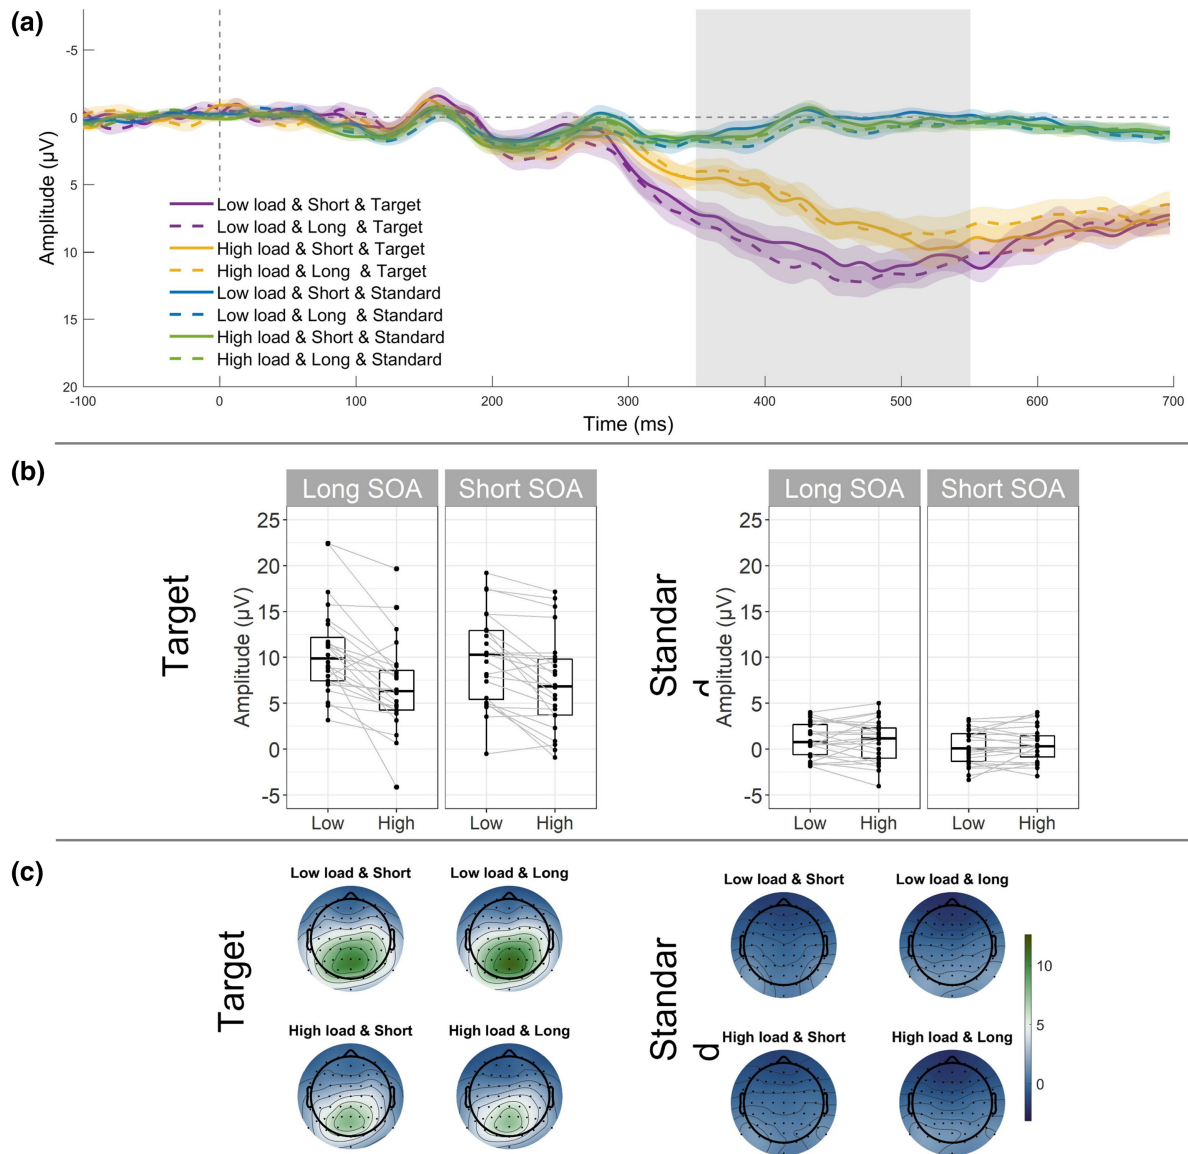 (a)
-5
0
5
10
15
20
Amplitude (µV)
Low load & Short & Target
Low load & Long & Target
High load & Short & Target
High load & Long & Target
Low load & Short & Standard
Low load & Long & Standard
High load & Short & Standard
High load & Long & Standard
-100 0 100 200 300 400 500 600 700
Time (ms)
(b)
Target
Long SOA Short SOA
25
20
15
10
5
0
-5
Amplitude (µV)
Low High Low High
Standar
d
Long SOA Short SOA
25
20
15
10
5
0
-5
Amplitude (µV)
Low High Low High
(c)
Target
Low load & Short Low load & Long
High load & Short High load & Long
Standar
d
Low load & Short Low load & long
High load & Short High load & Long
10
5
0